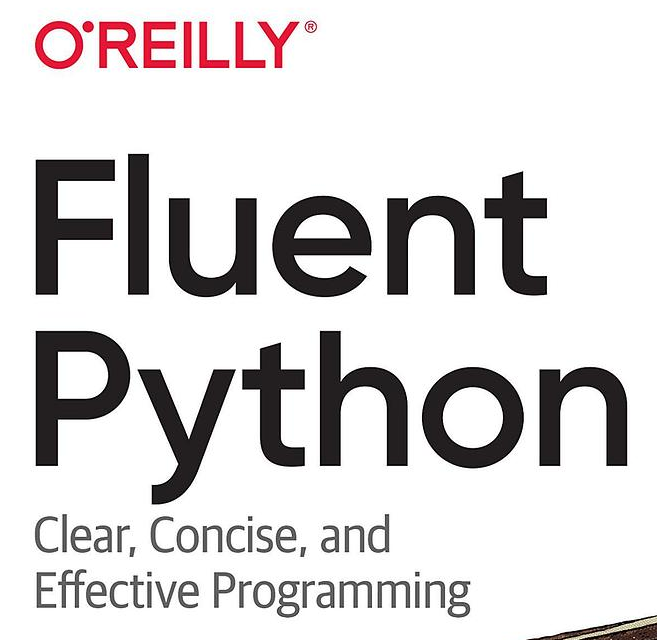 O'REILLY®
Fluent
Python
Clear, Concise, and
Effective Programming